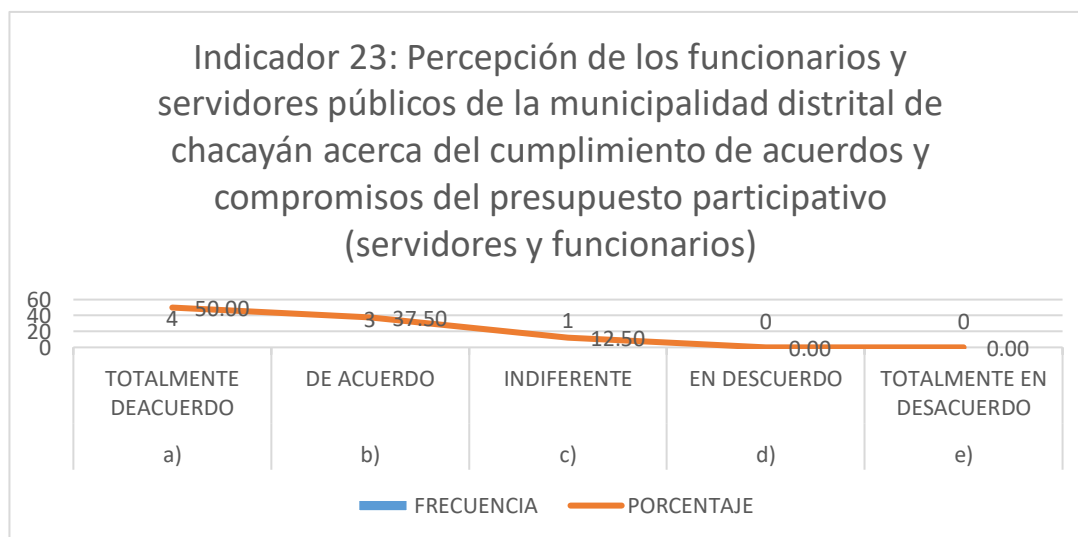 Indicador 23: Percepción de los funcionarios y
servidores públicos de la municipalidad distrital de
chacayán acerca del cumplimiento de acuerdos y
compromisos del presupuesto participativo
(servidores y funcionarios)
60
40
20
0
4 50.00
3 37.50
1 12.50
0 0.00
0 0.00
TOTALMENTE
DEACUERDO
DE ACUERDO
INDIFERENTE
EN DESCUERDO
TOTALMENTE EN
DESACUERDO
a) b) c) d) e)
FRECUENCIA PORCENTAJE